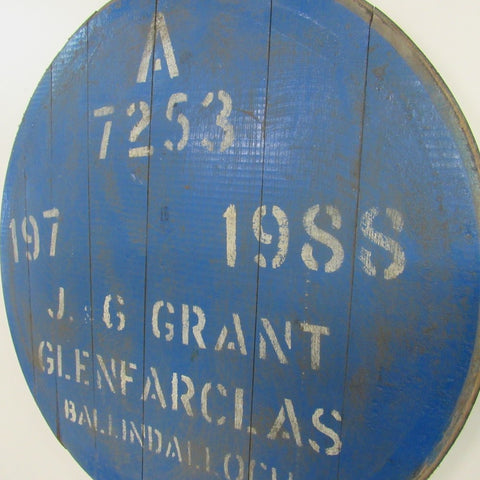 A
7253
197 1988
J. & G GRANT
GLENFARCLAS
BALLINDALLOCH